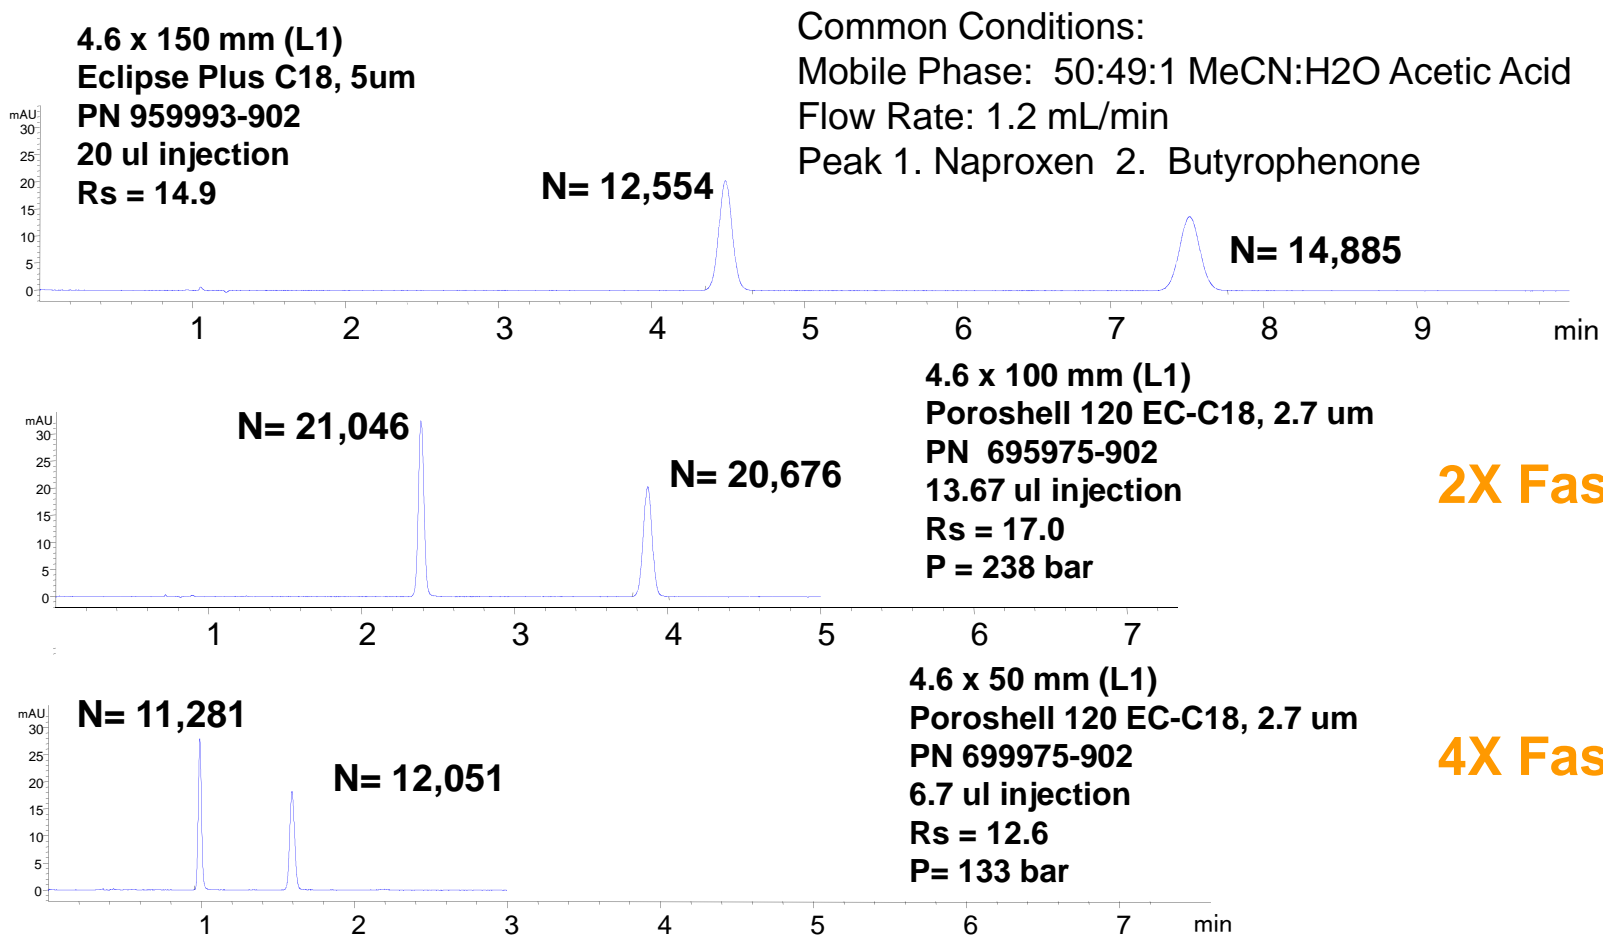 4.6 x 150 mm (L1)
Eclipse Plus C18, 5um
PN 959993-902
20 ul injection
Rs = 14.9
Common Conditions:
Mobile Phase:  50:49:1 MeCN:H2O Acetic Acid
Flow Rate: 1.2 mL/min
Peak 1. Naproxen  2.  Butyrophenone
mAU
30
25
20
15
10
5
0
N= 12,554
N= 14,885
1 2 3 4 5 6 7 8 9 min
4.6 x 100 mm (L1)
Poroshell 120 EC-C18, 2.7 um
PN  695975-902
13.67 ul injection
Rs = 17.0
P = 238 bar
2X Fas
mAU
30
25
20
15
10
5
0
N= 21,046
N= 20,676
1 2 3 4 5 6 7
4.6 x 50 mm (L1)
Poroshell 120 EC-C18, 2.7 um
PN 699975-902
6.7 ul injection
Rs = 12.6
P= 133 bar
4X Fas
mAU
30
25
20
15
10
5
0
N= 11,281
N= 12,051
1 2 3 4 5 6 7 min